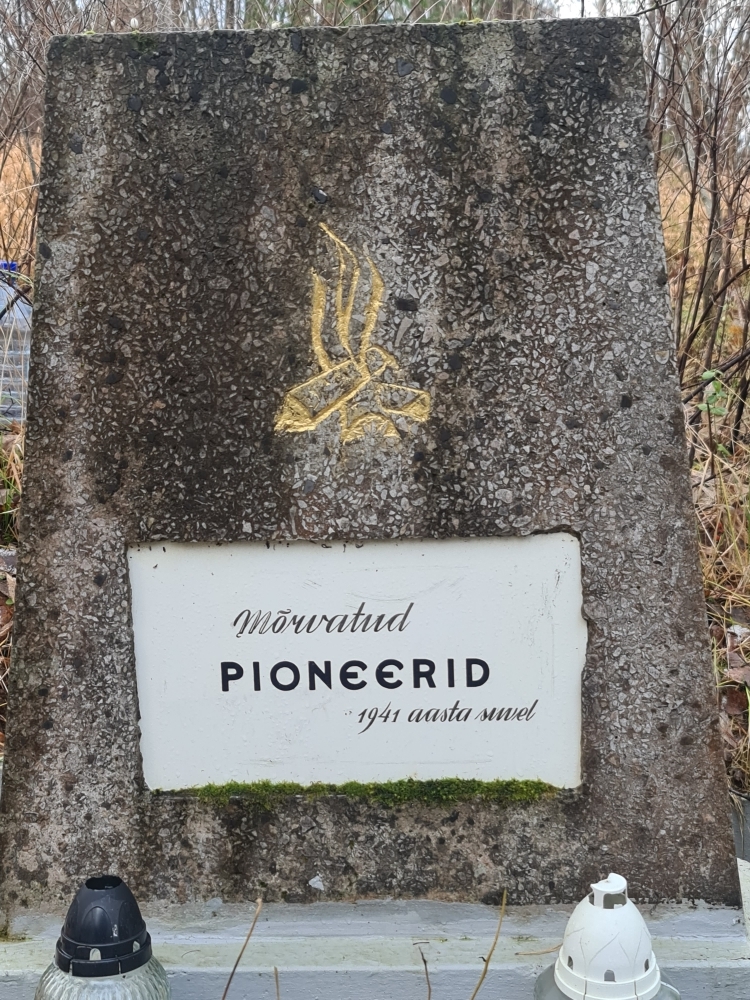 Mõrvatud
PIONEERID
1941 aasta suvel